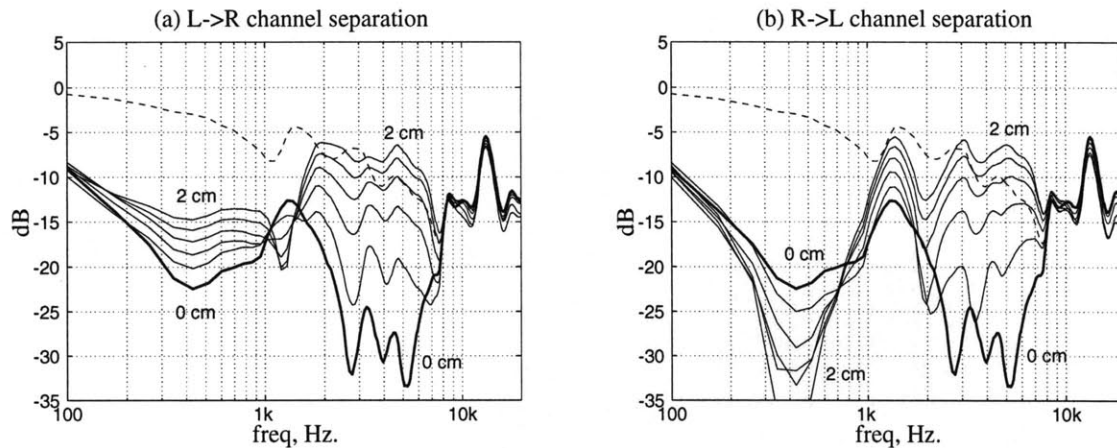 (a) L->R channel separation
5
0
-5
-10
-15
-20
-25
-30
-35
dB
2 cm
2 cm
0 cm
0 cm
100
1k
10k
freq, Hz.
(b) R->L channel separation
5
0
-5
-10
-15
-20
-25
-30
-35
dB
2 cm
0 cm
2 cm
0 cm
100
1k
10k
freq, Hz.